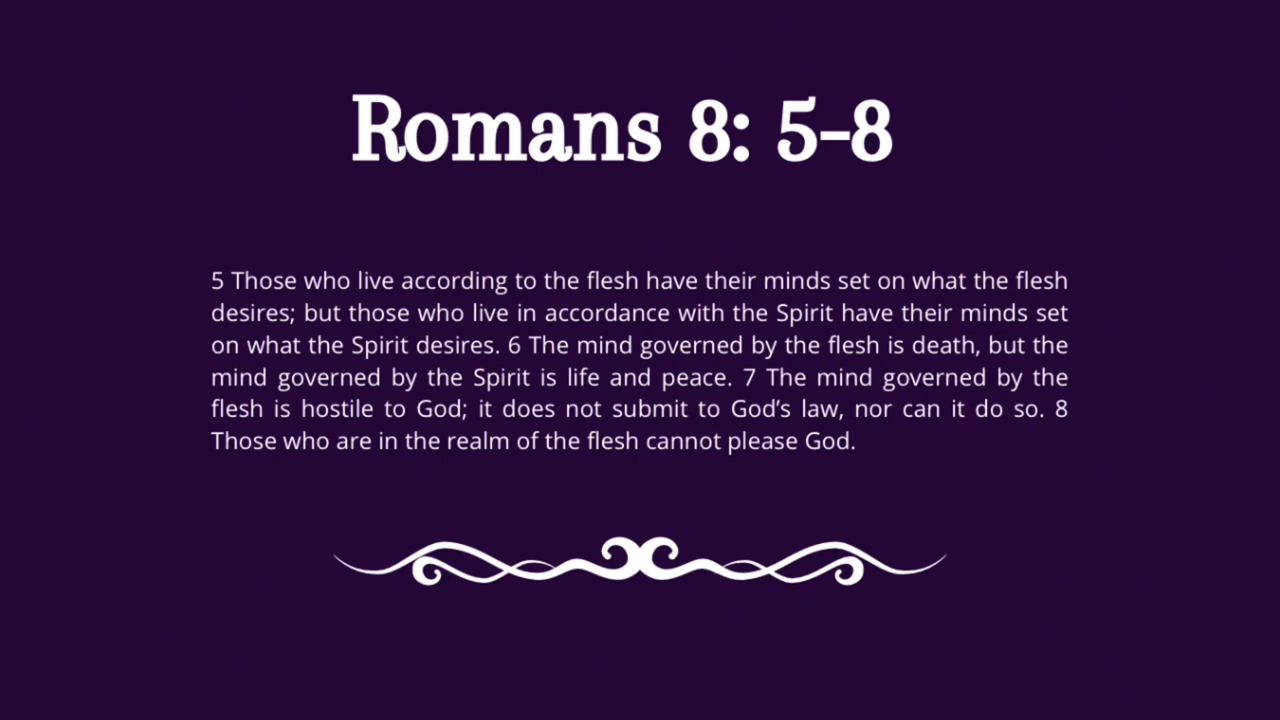 Romans 8: 5-8
5 Those who live according to the flesh have their minds set on what the flesh
desires; but those who live in accordance with the Spirit have their minds set
on what the Spirit desires. 6 The mind governed by the flesh is death, but the
mind governed by the Spirit is life and peace. 7 The mind governed by the
flesh is hostile to God; it does not submit to God’s law, nor can it do so. 8
Those who are in the realm of the flesh cannot please God.